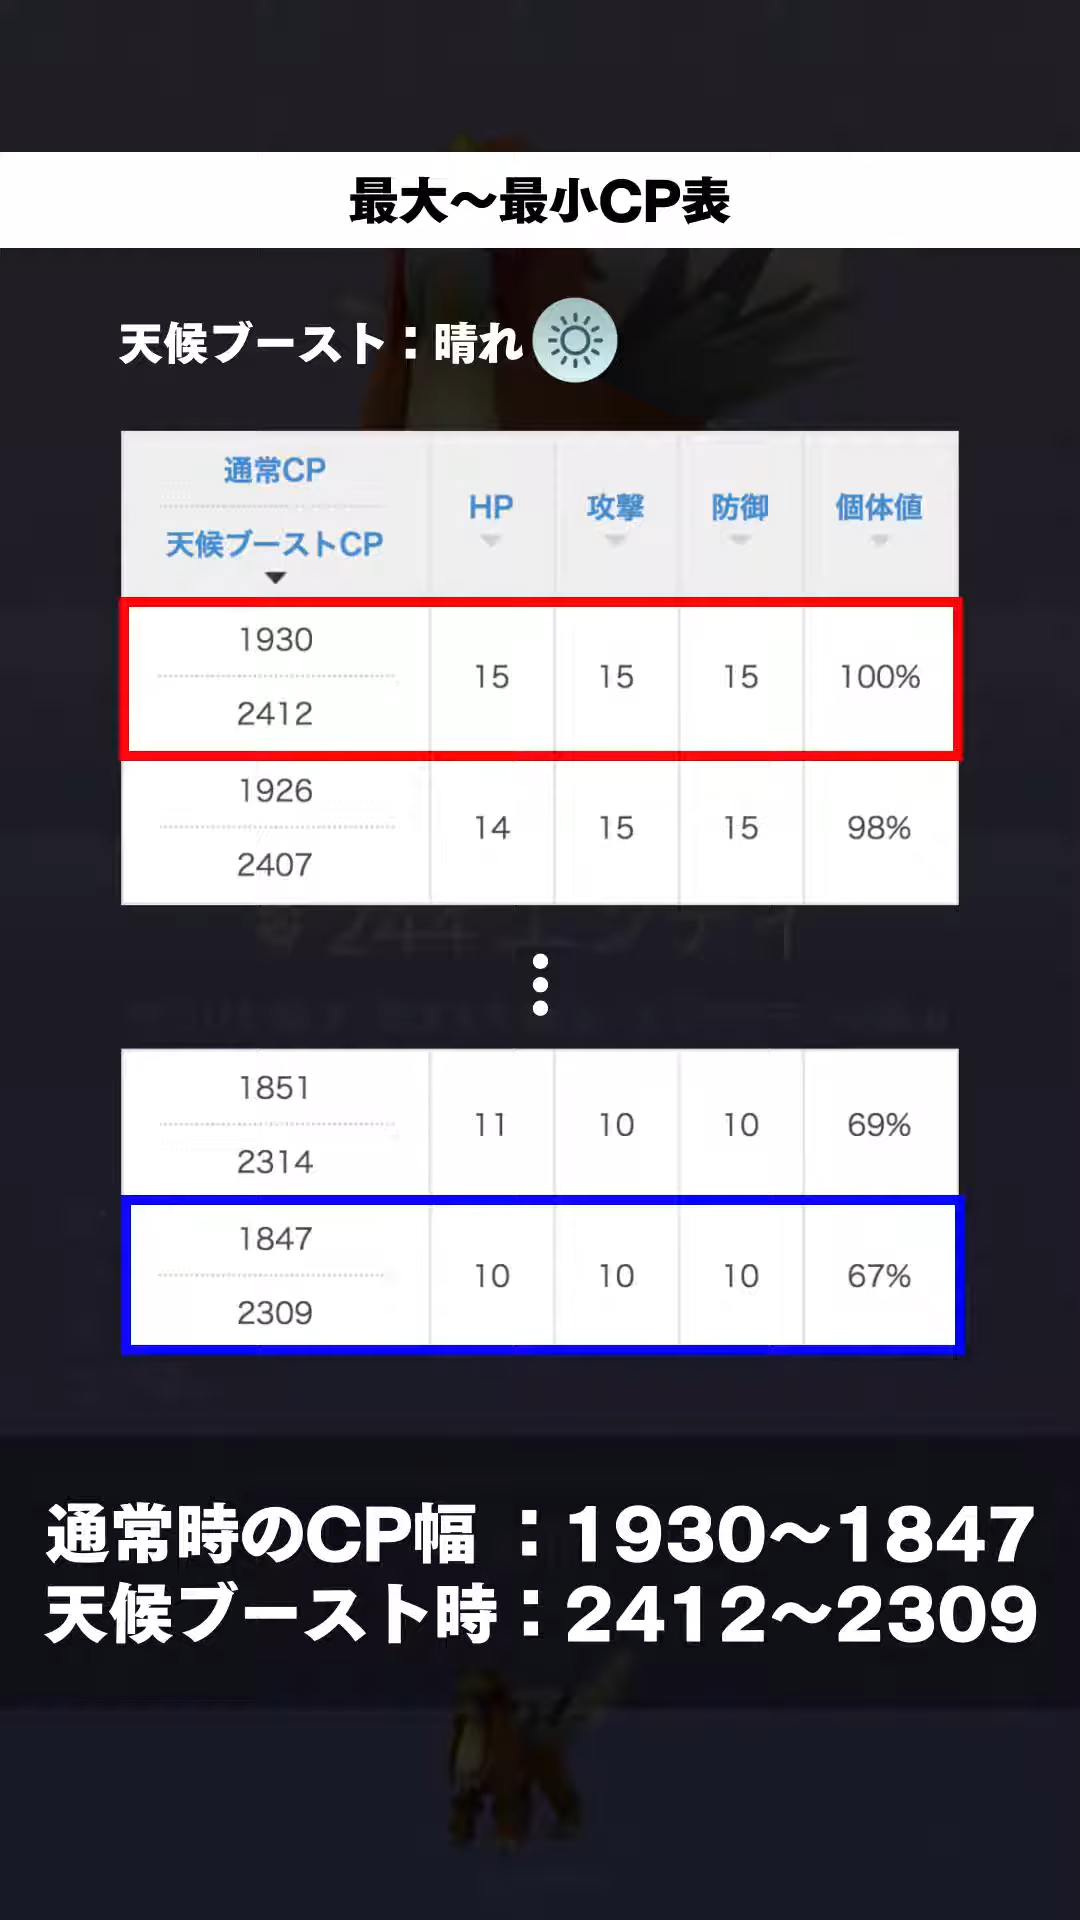 最大〜最小CP表
天候ブースト：晴れ
通常CP
天候ブーストCP
HP
攻撃
防御
個体値
1930
2412
15
15
15
100%
1926
2407
14
15
15
98%
1851
2314
11
10
10
69%
1847
2309
10
10
10
67%
通常時のCP幅 ：1930〜1847
天候ブースト時：2412〜2309